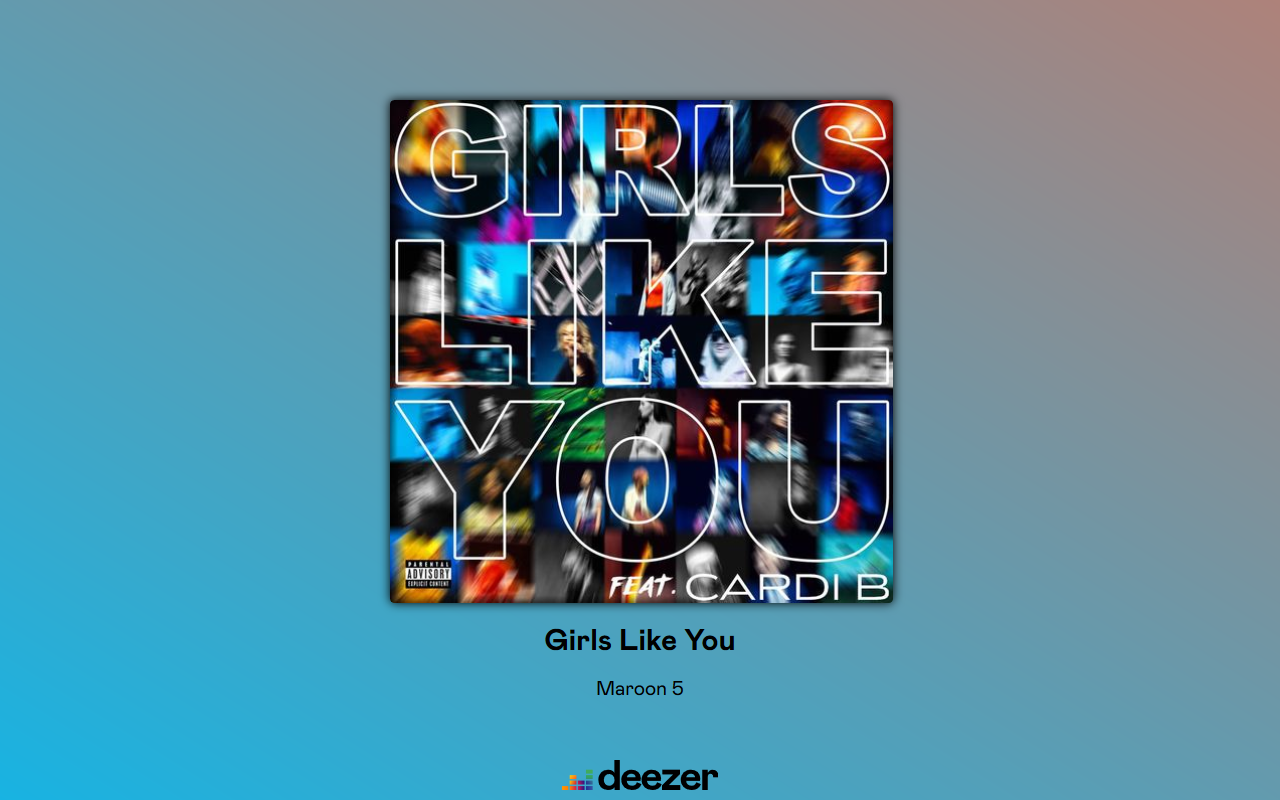 GIRLS
LIKE
YOU
PARENTAL
ADVISORY
EXPLICIT CONTENT
FEAT. CARDI B
Girls Like You
Maroon 5
deezer